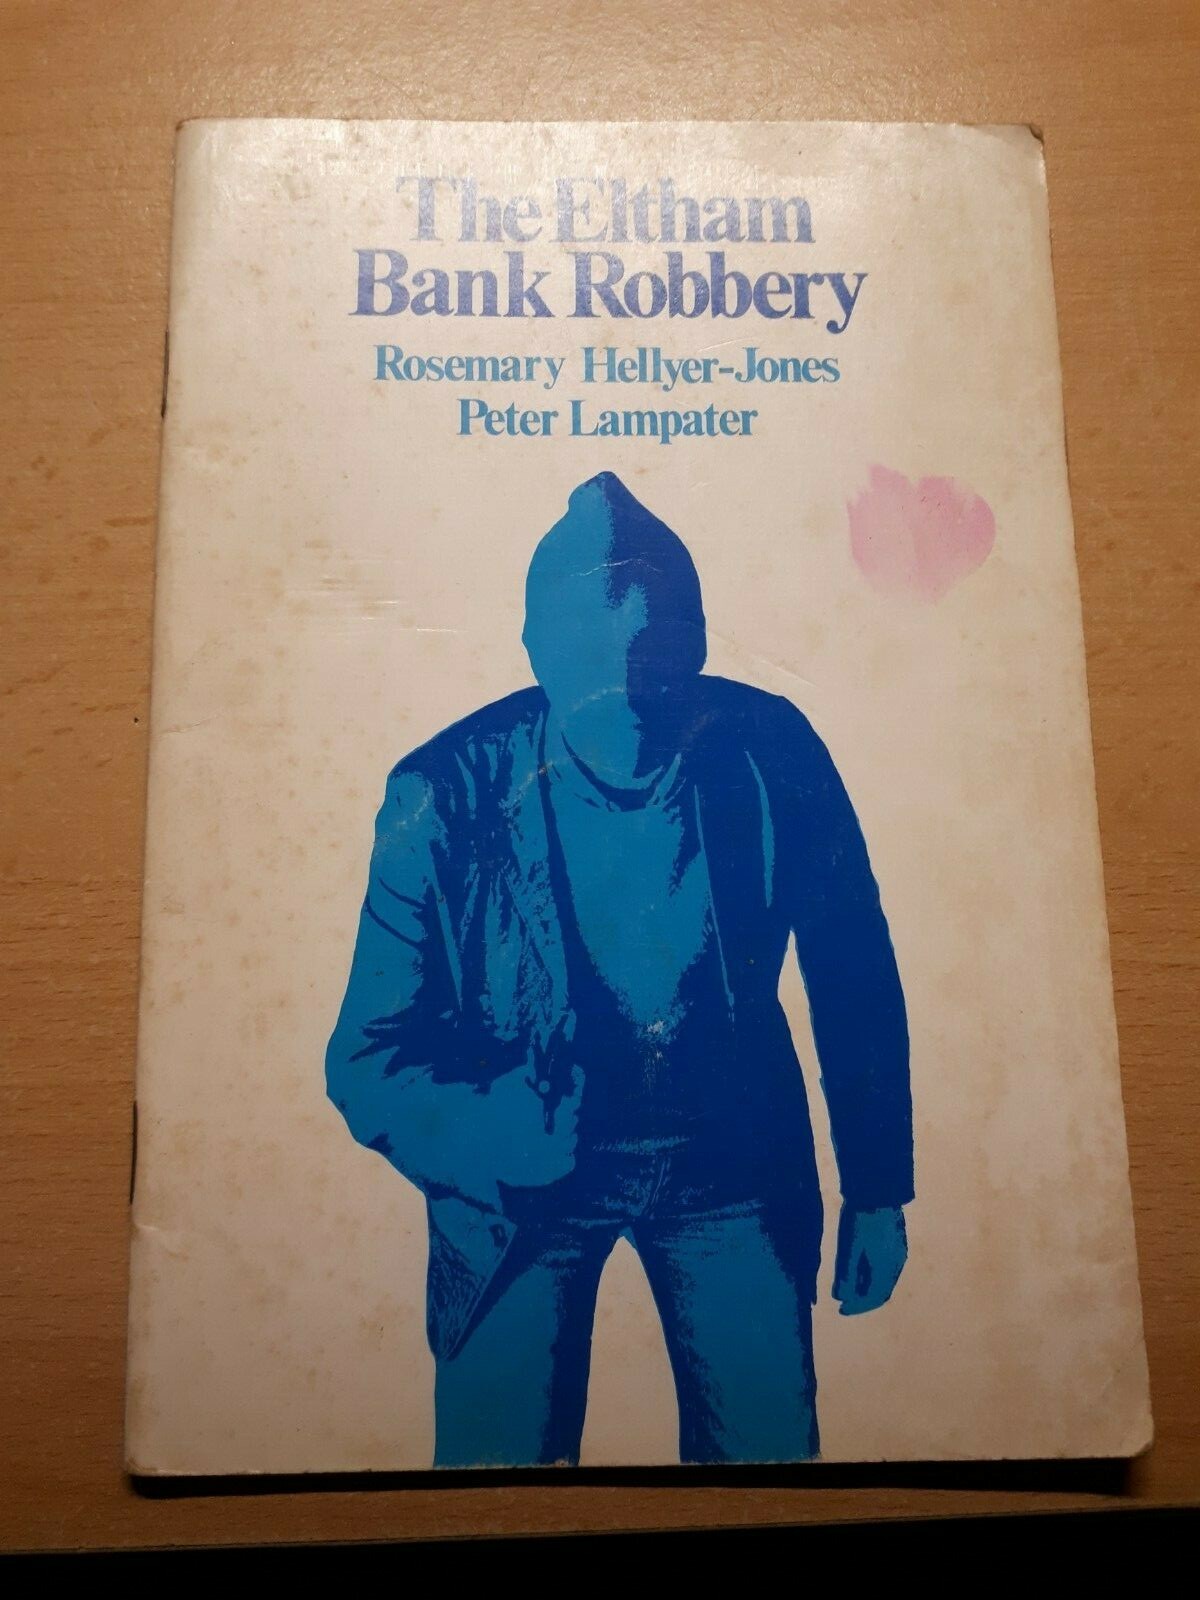 The Eltham
Bank Robbery
Rosemary Hellyer-Jones
Peter Lampater